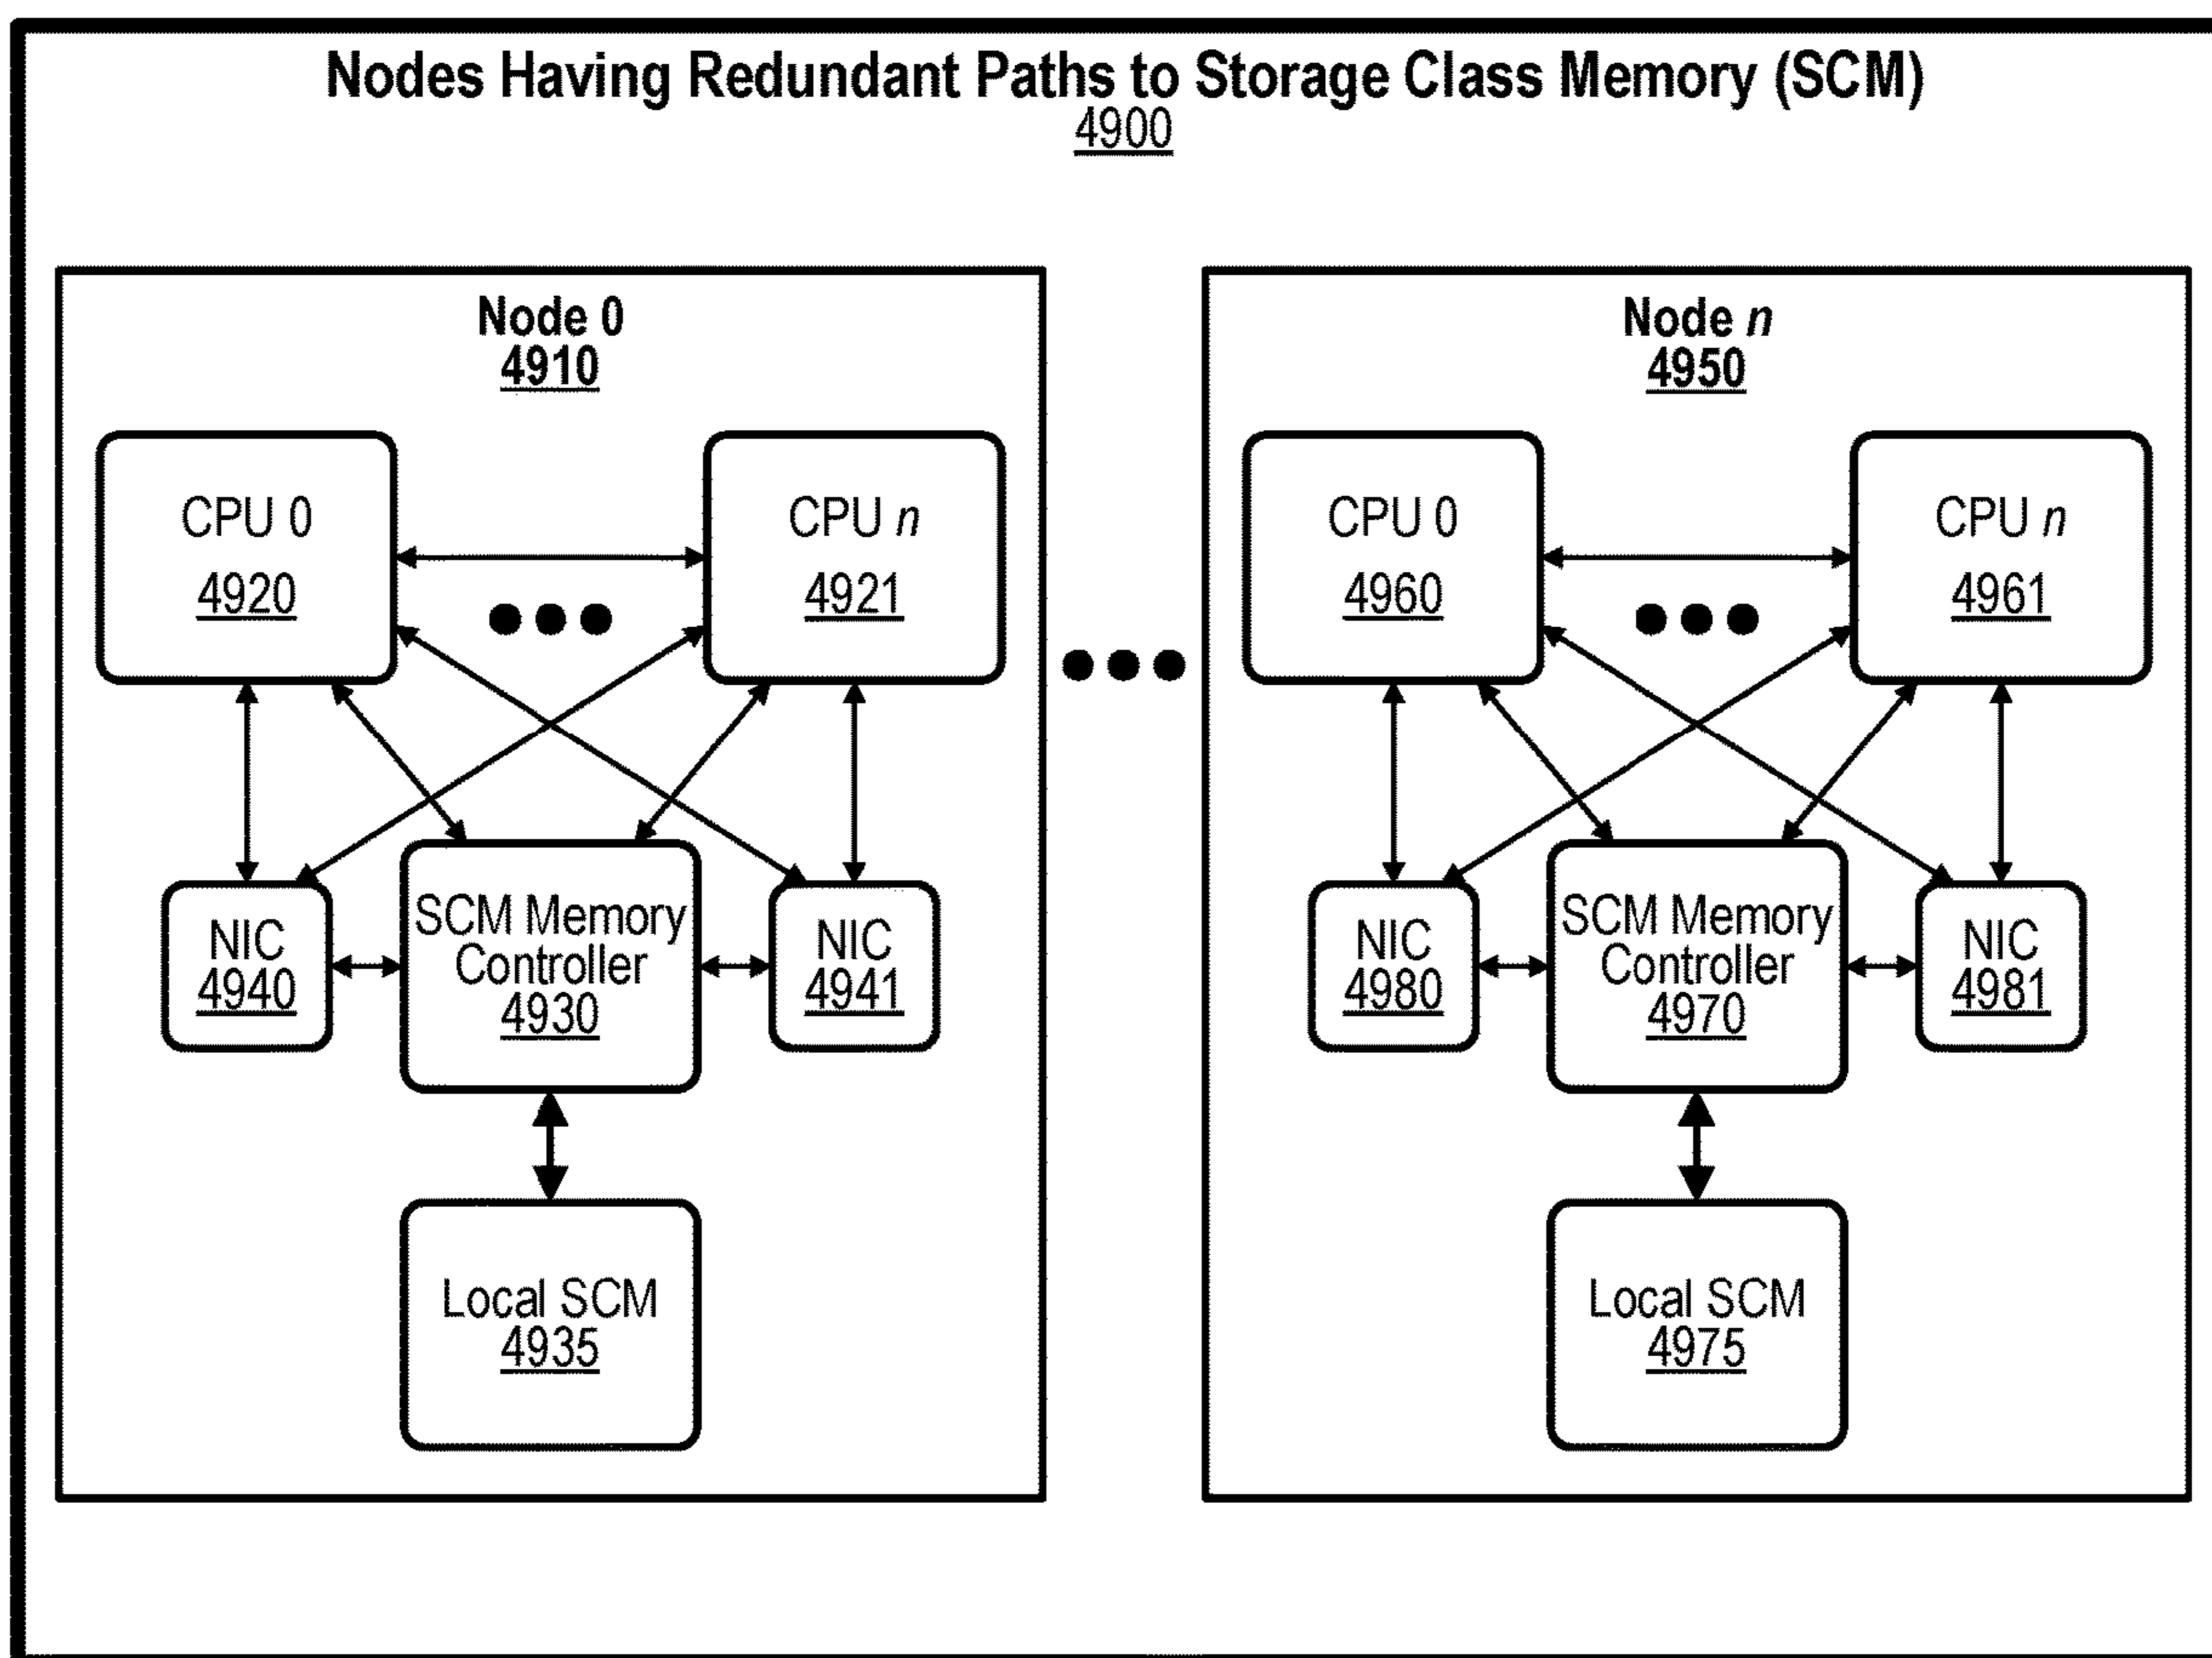 Nodes Having Redundant Paths to Storage Class Memory (SCM)
4900
Node 0
4910
CPU 0
4920
CPU n
4921
NIC
4940
SCM Memory
Controller
4930
NIC
4941
Local SCM
4935
Node n
4950
CPU 0
4960
CPU n
4961
NIC
4980
SCM Memory
Controller
4970
NIC
4981
Local SCM
4975